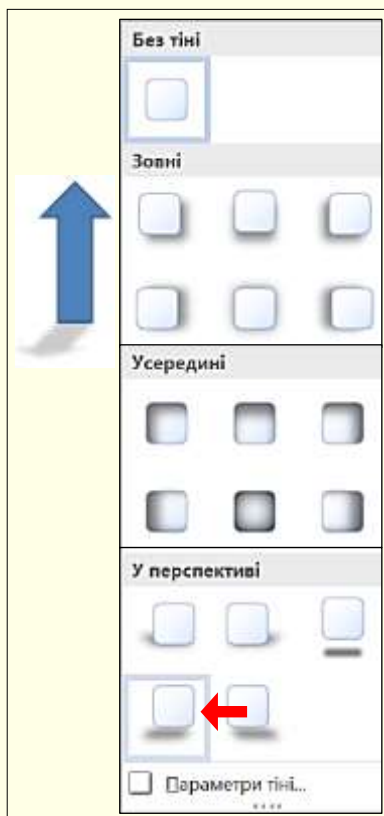 Без тіні
Зовні
Усередині
У перспективі
Параметри тіні...